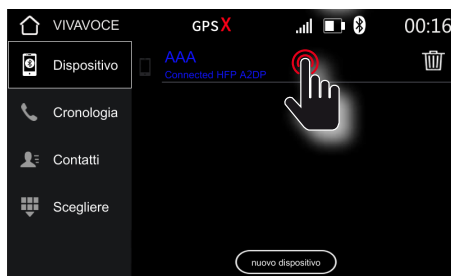 VIVAVOCE
GPS X
00:16
Dispositivo
AAA
Connected HFP A2DP
Cronologia
Contatti
Scegliere
nuovo dispositivo